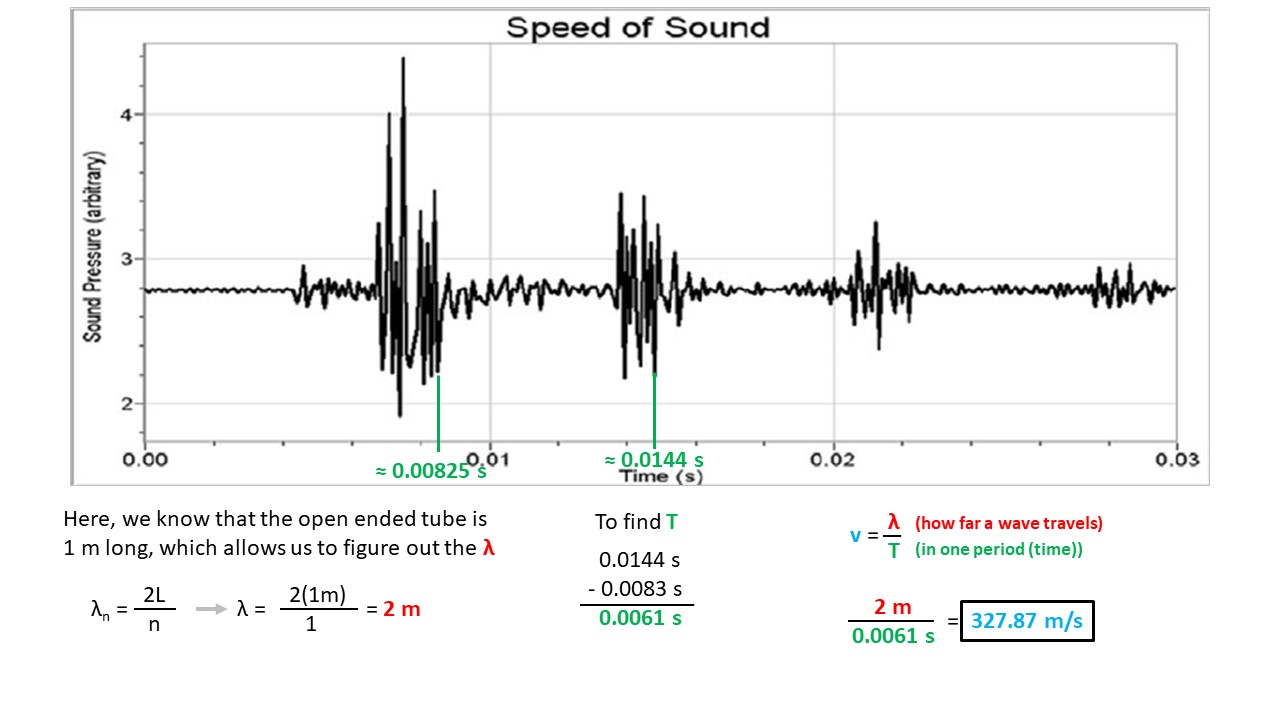 Speed of Sound
Sound Pressure (arbitrary)
4
3
2
0.00
0.01
0.02
0.03
≈ 0.00825 s
≈ 0.0144 s
Time (s)
Here, we know that the open ended tube is
1 m long, which allows us to figure out the λ
λn = 2L
n
λ = 2(1m)
1
= 2 m
To find T
0.0144 s
- 0.0083 s
0.0061 s
v = λ (how far a wave travels)
T (in one period (time))
2 m
0.0061 s
= 327.87 m/s